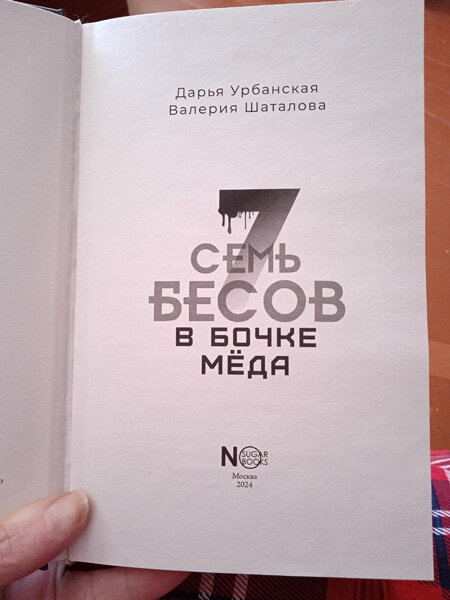 Дарья Урбанская
Валерия Шаталова
7
СЕМЬ
БЕСОВ
В БОЧКЕ
МЁДА
NO SUGAR BOOKS
Москва
2024